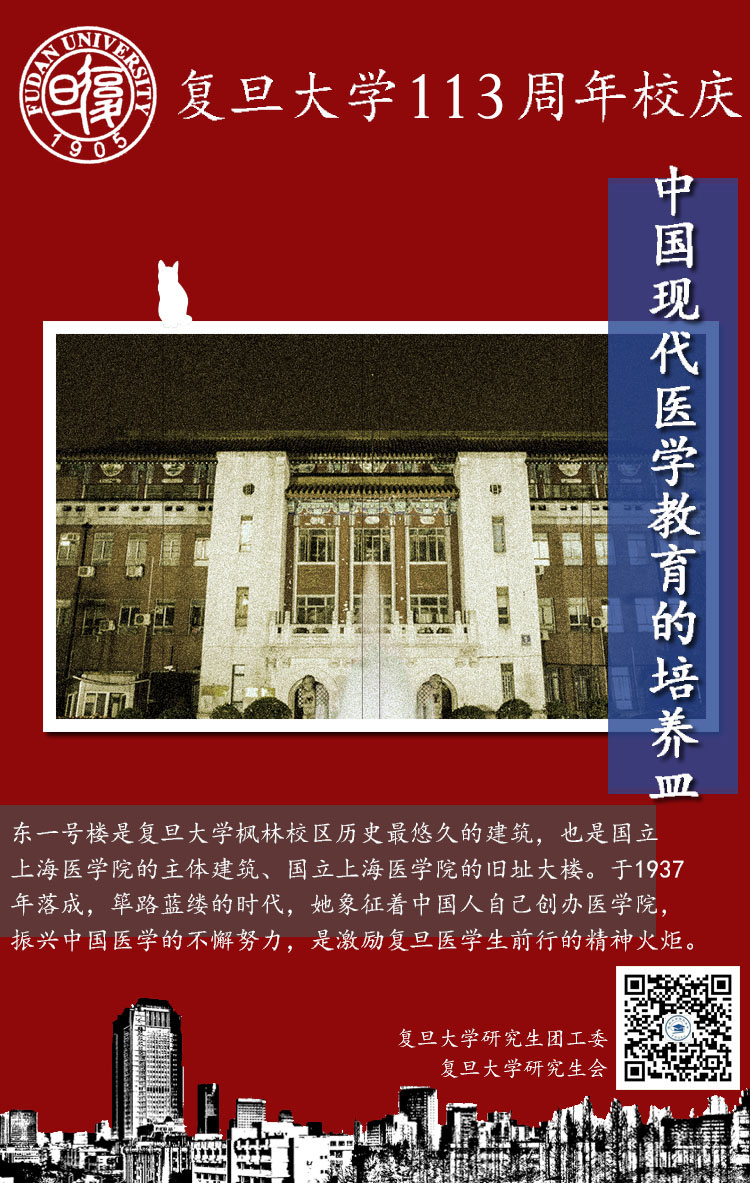 FUDAN UNIVERSITY
1905
复旦大学113周年校庆
中国现代医学教育的培养皿
东一号楼是复旦大学枫林校区历史最悠久的建筑，也是国立
上海医学院的主体建筑、国立上海医学院的旧址大楼。于1937
年落成，筚路蓝缕的时代，她象征着中国人自己创办医学院，
振兴中国医学的不懈努力，是激励复旦医学生前行的精神火炬。
复旦大学研究生团工委
复旦大学研究生会